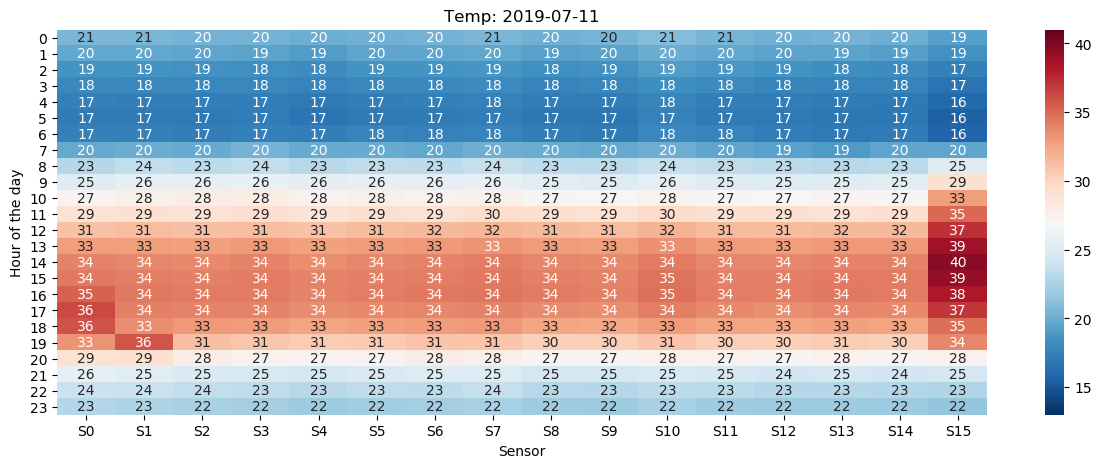 Temp: 2019-07-11
Hour of the day
0 21 21 20 20 20 20 20 21 20 20 21 21 20 20 20 19
1 20 20 20 19 19 20 20 20 19 20 20 20 20 19 19 19
2 19 19 19 18 18 19 19 19 18 19 19 19 19 18 18 17
3 18 18 18 18 18 18 18 18 18 18 18 18 18 18 18 17
4 17 17 17 17 17 17 17 18 17 17 18 17 17 17 17 16
5 17 17 17 17 17 17 17 17 17 17 17 17 17 17 17 16
6 17 17 17 17 17 18 18 18 17 17 18 18 17 17 17 16
7 20 20 20 20 20 20 20 20 20 20 20 20 19 19 20 20
8 23 24 23 24 23 23 23 24 23 23 24 23 23 23 23 25
9 25 26 26 26 26 26 26 26 25 25 26 25 25 25 25 29
10 27 28 28 28 28 28 28 28 27 27 28 27 27 27 27 33
11 29 29 29 29 29 29 29 30 29 29 30 29 29 29 29 35
12 31 31 31 31 31 31 32 32 31 31 32 31 31 32 32 37
13 33 33 33 33 33 33 33 33 33 33 33 33 33 33 33 39
14 34 34 34 34 34 34 34 34 34 34 34 34 34 34 34 40
15 34 34 34 34 34 34 34 34 34 34 35 34 34 34 34 39
16 35 34 34 34 34 34 34 34 34 34 35 34 34 34 34 38
17 36 34 34 34 34 34 34 34 34 34 34 34 34 34 34 37
18 36 33 33 33 33 33 33 33 33 32 33 33 33 33 33 35
19 33 36 31 31 31 31 31 31 30 30 31 30 30 31 30 34
20 29 29 28 27 27 27 28 28 27 27 28 27 27 28 27 28
21 26 25 25 25 25 25 25 25 25 25 25 25 24 25 24 25
22 24 24 24 23 23 23 23 24 23 23 23 23 23 23 23 23
23 23 23 22 22 22 22 22 22 22 22 22 22 22 22 22 22
S0 S1 S2 S3 S4 S5 S6 S7 S8 S9 S10 S11 S12 S13 S14 S15
Sensor
40
35
30
25
20
15